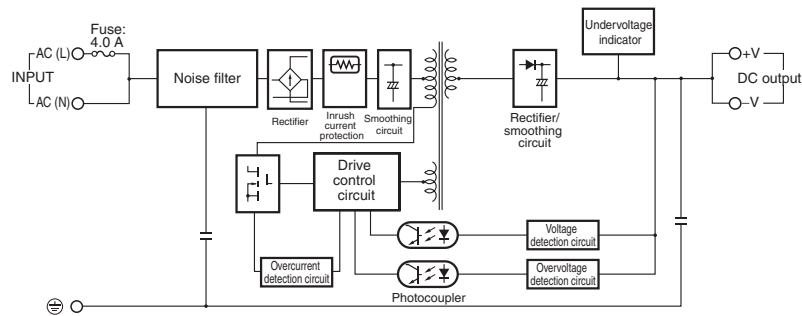 Fuse:
4.0 A
AC (L)
INPUT
AC (N)
Noise filter
Rectifier
Inrush
current
protection
Smoothing
circuit
Rectifier/
smoothing
circuit
Undervoltage
indicator
+V
DC output
−V
Drive
control
circuit
Overcurrent
detection circuit
Voltage
detection circuit
Overvoltage
detection circuit
Photocoupler